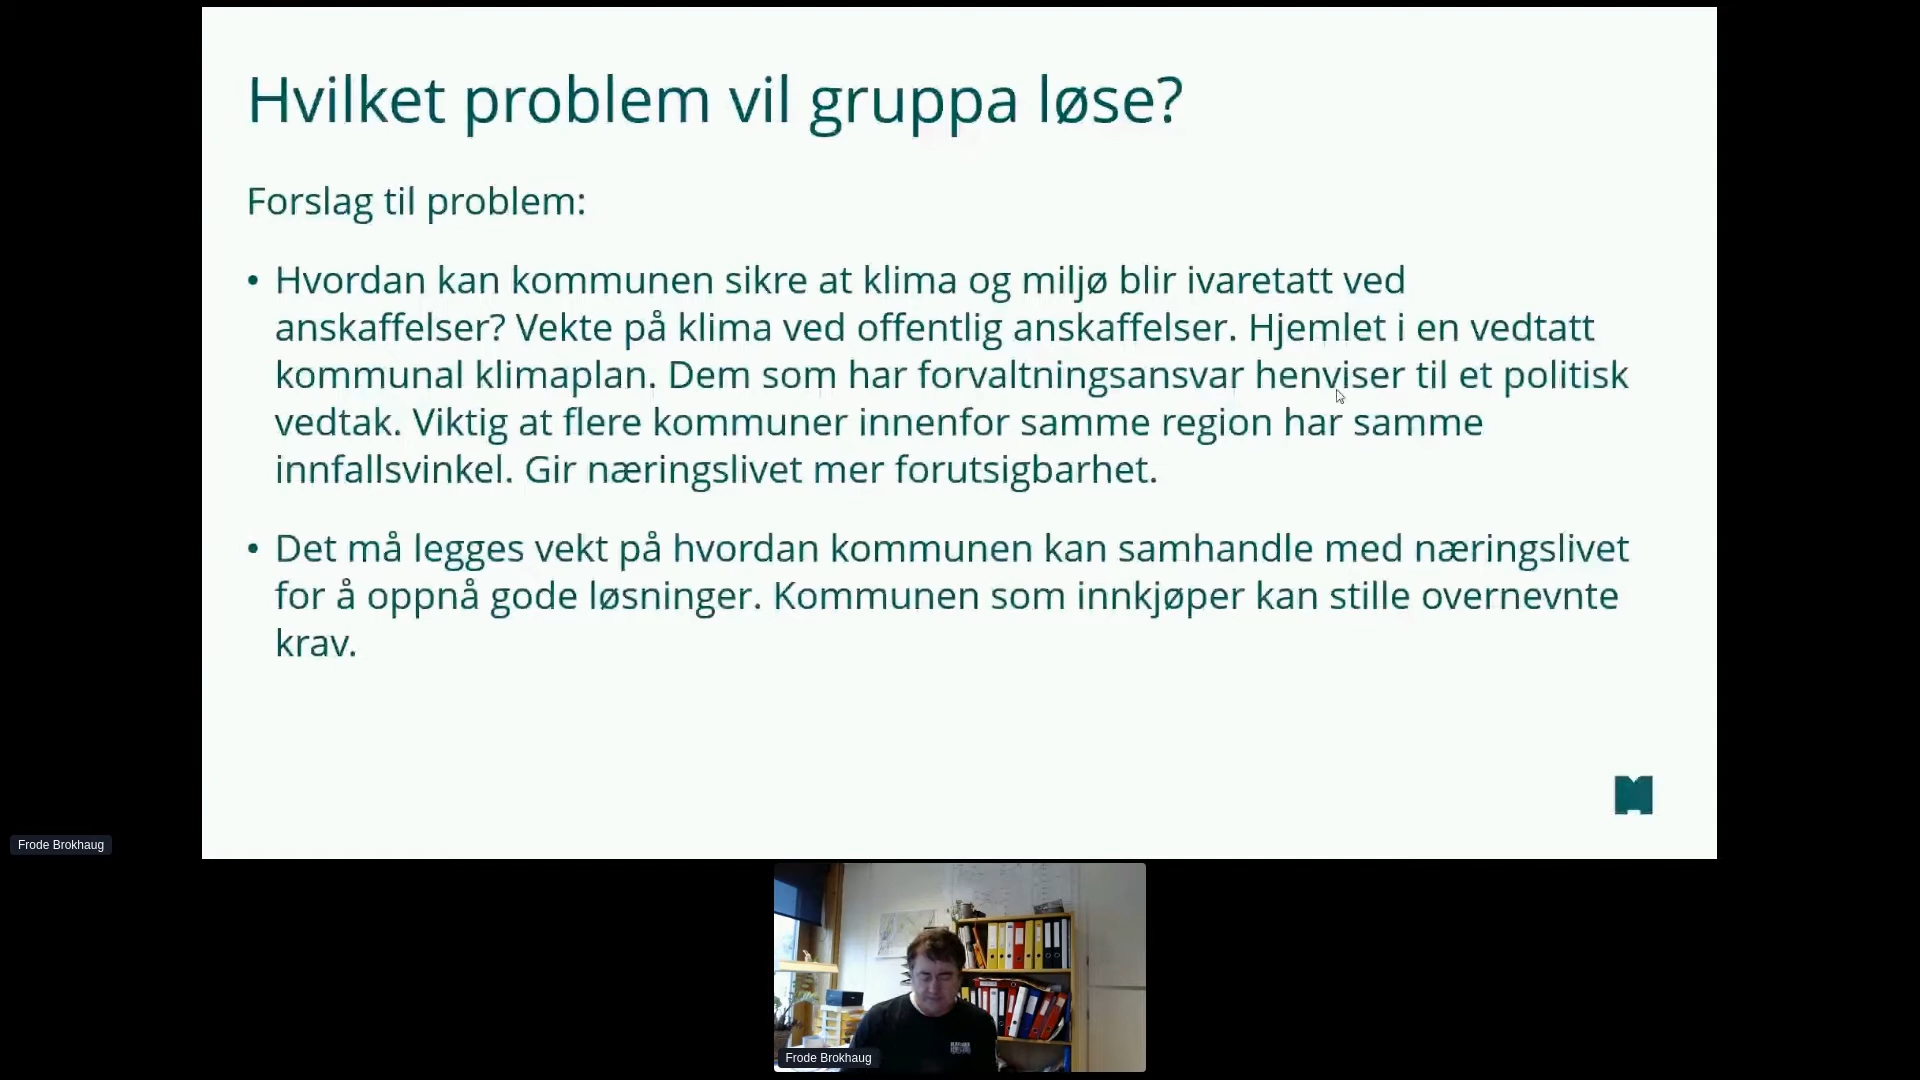 Hvilket problem vil gruppa løse?
Forslag til problem:
• Hvordan kan kommunen sikre at klima og miljø blir ivaretatt ved
anskaffelser? Vekte på klima ved offentlig anskaffelser. Hjemlet i en vedtatt
kommunal klimaplan. Dem som har forvaltningsansvar henviser til et politisk
vedtak. Viktig at flere kommuner innenfor samme region har samme
innfallsvinkel. Gir næringslivet mer forutsigbarhet.
• Det må legges vekt på hvordan kommunen kan samhandle med næringslivet
for å oppnå gode løsninger. Kommunen som innkjøper kan stille overnevnte
krav.
Frode Brokhaug
Frode Brokhaug